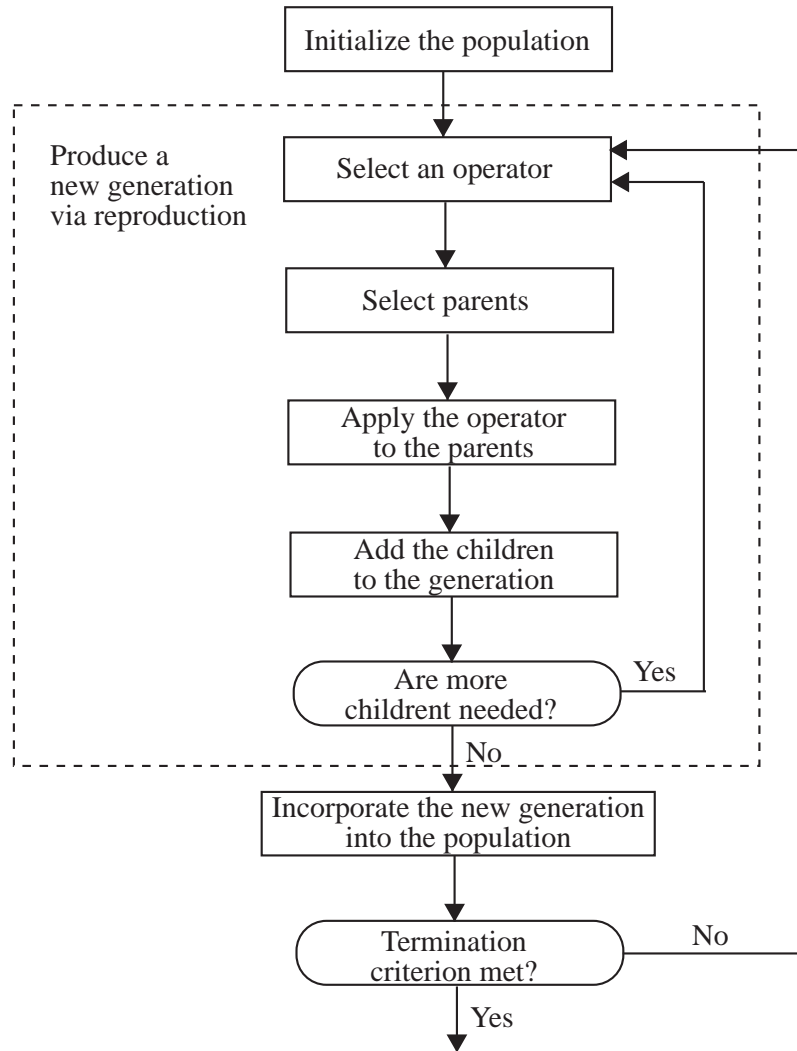 Initialize the population
Produce a
new generation
via reproduction
Select an operator
Select parents
Apply the operator
to the parents
Add the children
to the generation
Are more
childrent needed?
Yes
No
Incorporate the new generation
into the population
Termination
criterion met?
No
Yes